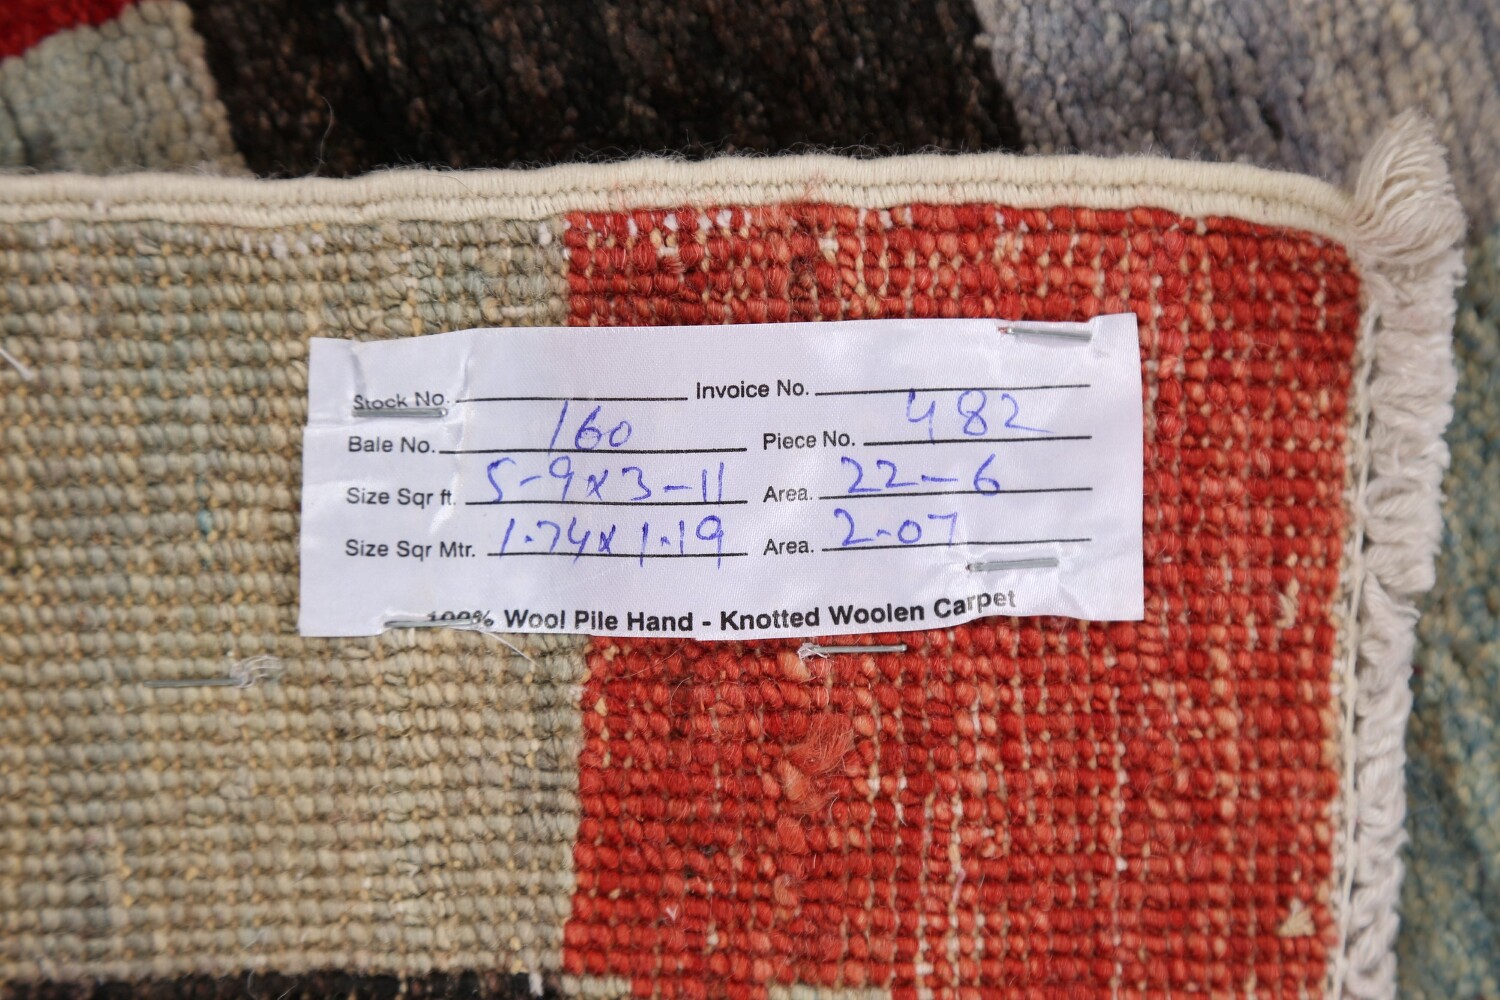 Stock No. Invoice No.
Bale No. 160 Piece No. 482
Size Sqr ft. 5-9x3-11 Area. 22-6
Size Sqr Mtr. 1.74x1.19 Area. 2.07
100% Wool Pile Hand - Knotted Woolen Carpet